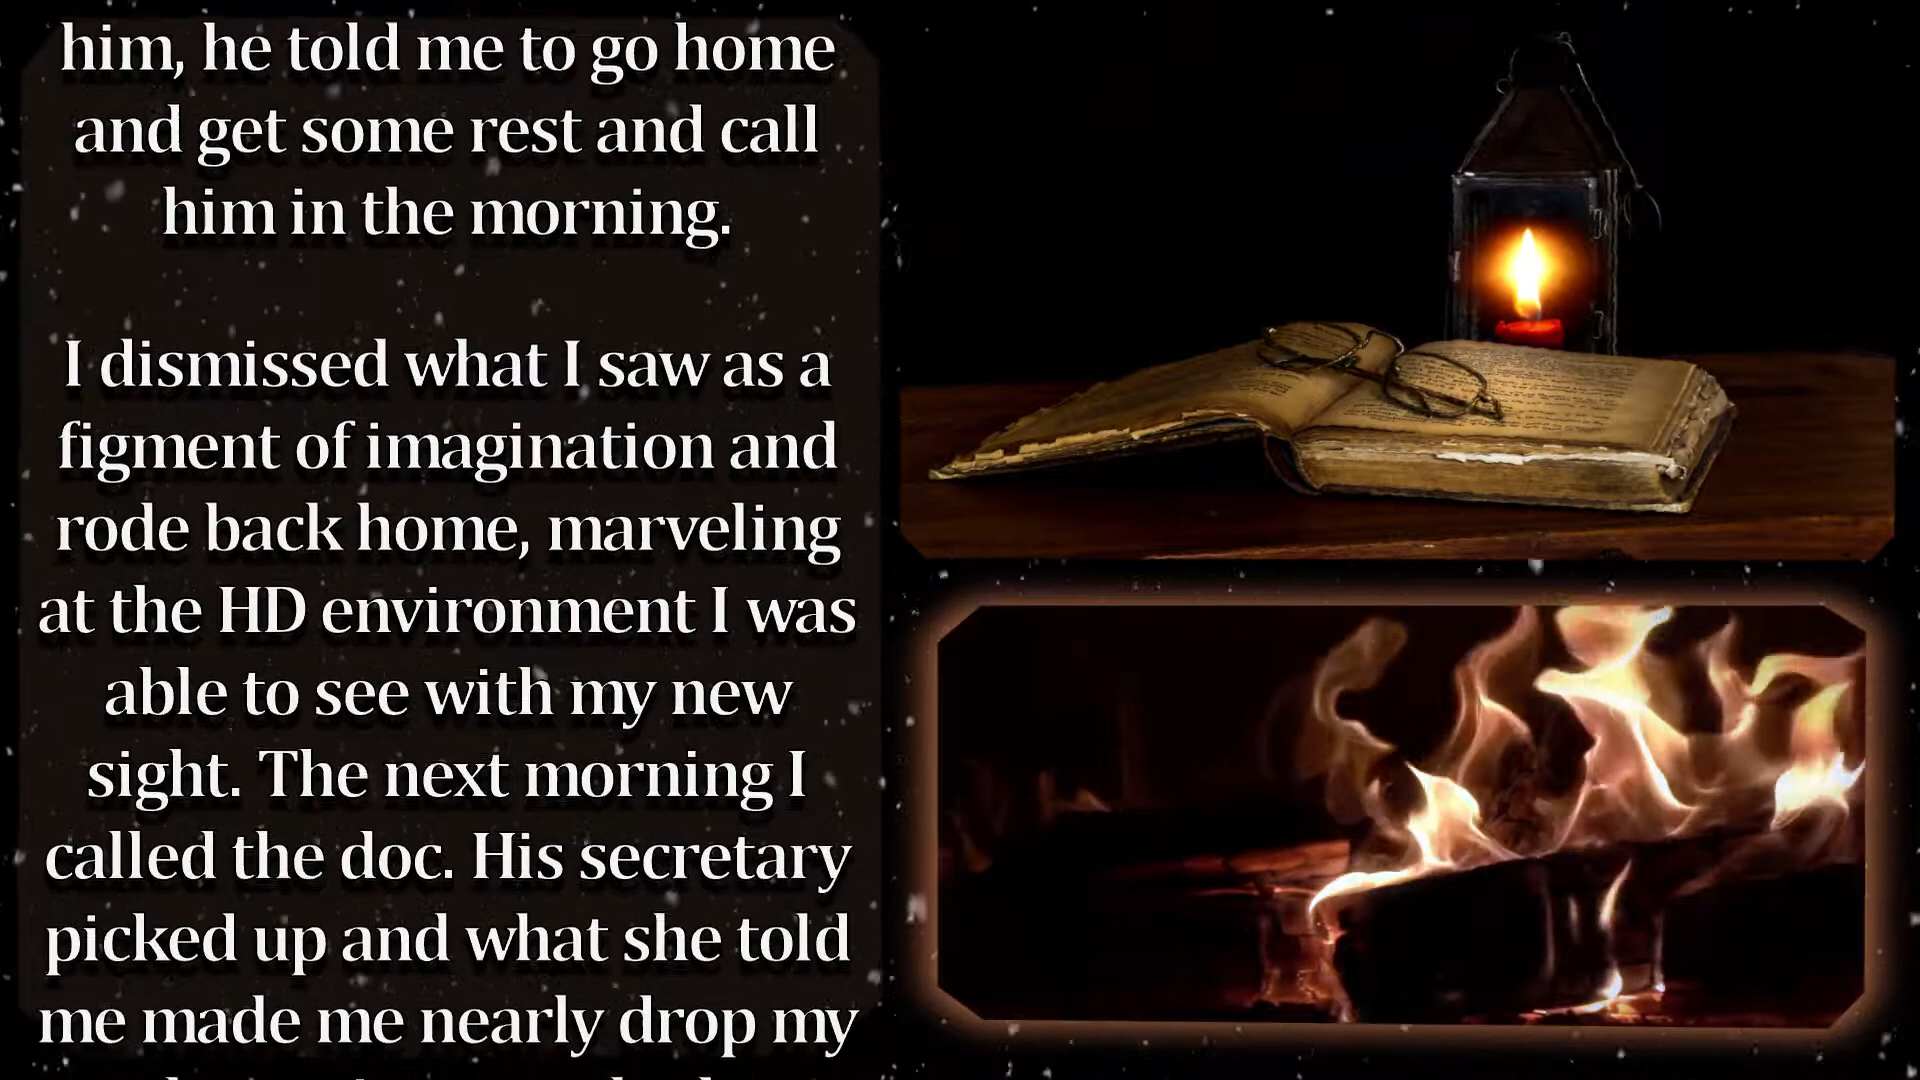 him, he told me to go home
and get some rest and call
him in the morning.
I dismissed what I saw as a
figment of imagination and
rode back home, marveling
at the HD environment I was
able to see with my new
sight. The next morning I
called the doc. His secretary
picked up and what she told
me made me nearly drop my